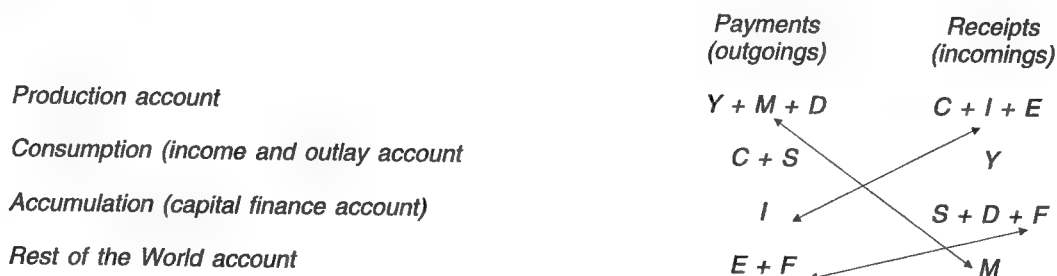 Payments Receipts
(outgoings) (incomings)
Production account Y + M + D C + I + E
Consumption (income and outlay account C + S Y
Accumulation (capital finance account) I S + D + F
Rest of the World account E + F M